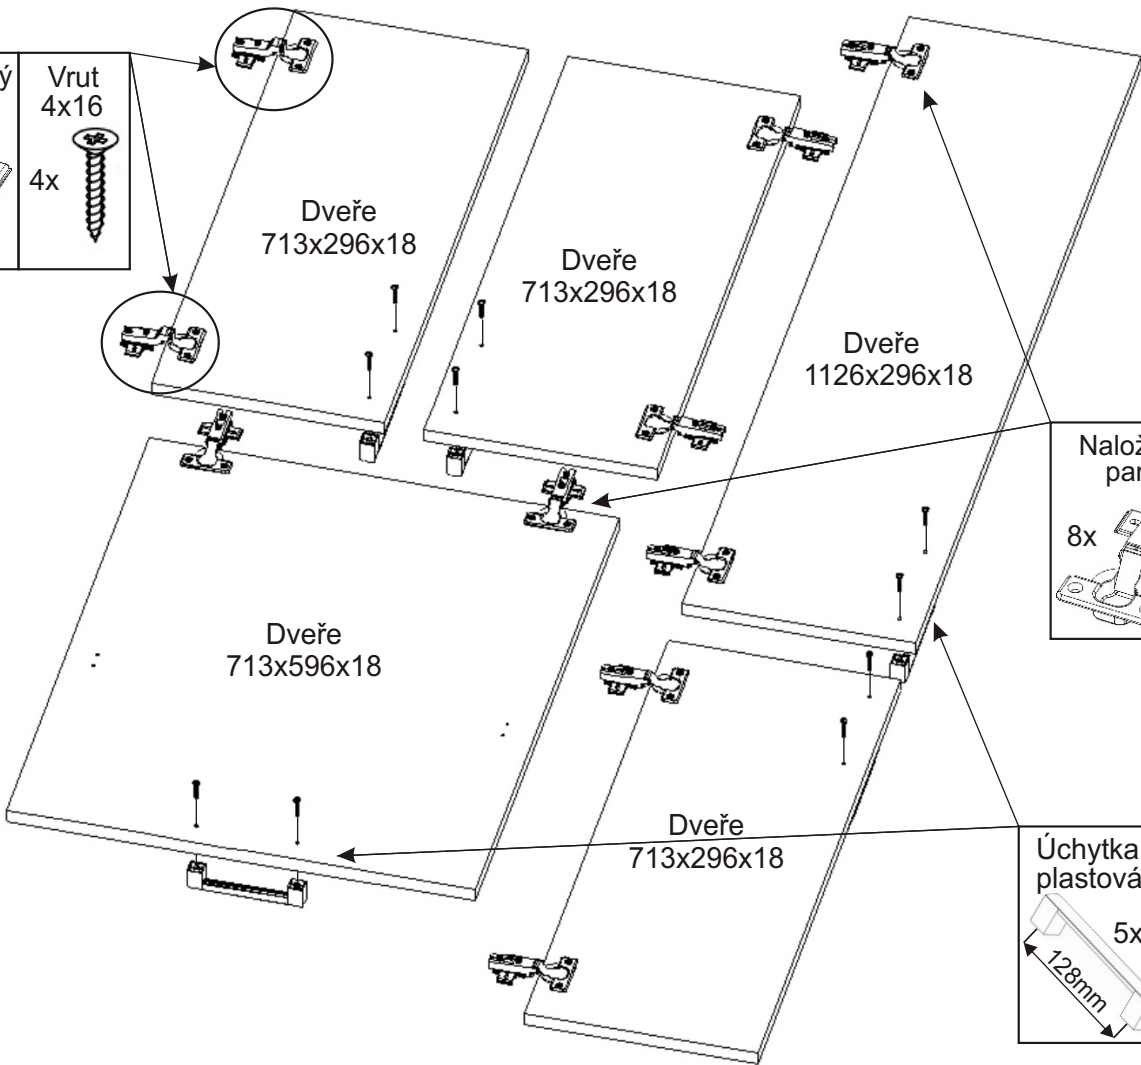 Vrut
4x16
4x
Dveře
713x296x18
Dveře
713x296x18
Dveře
1126x296x18
8x
Dveře
713x596x18
Dveře
713x296x18
Úchytka
plastová
5x
128mm